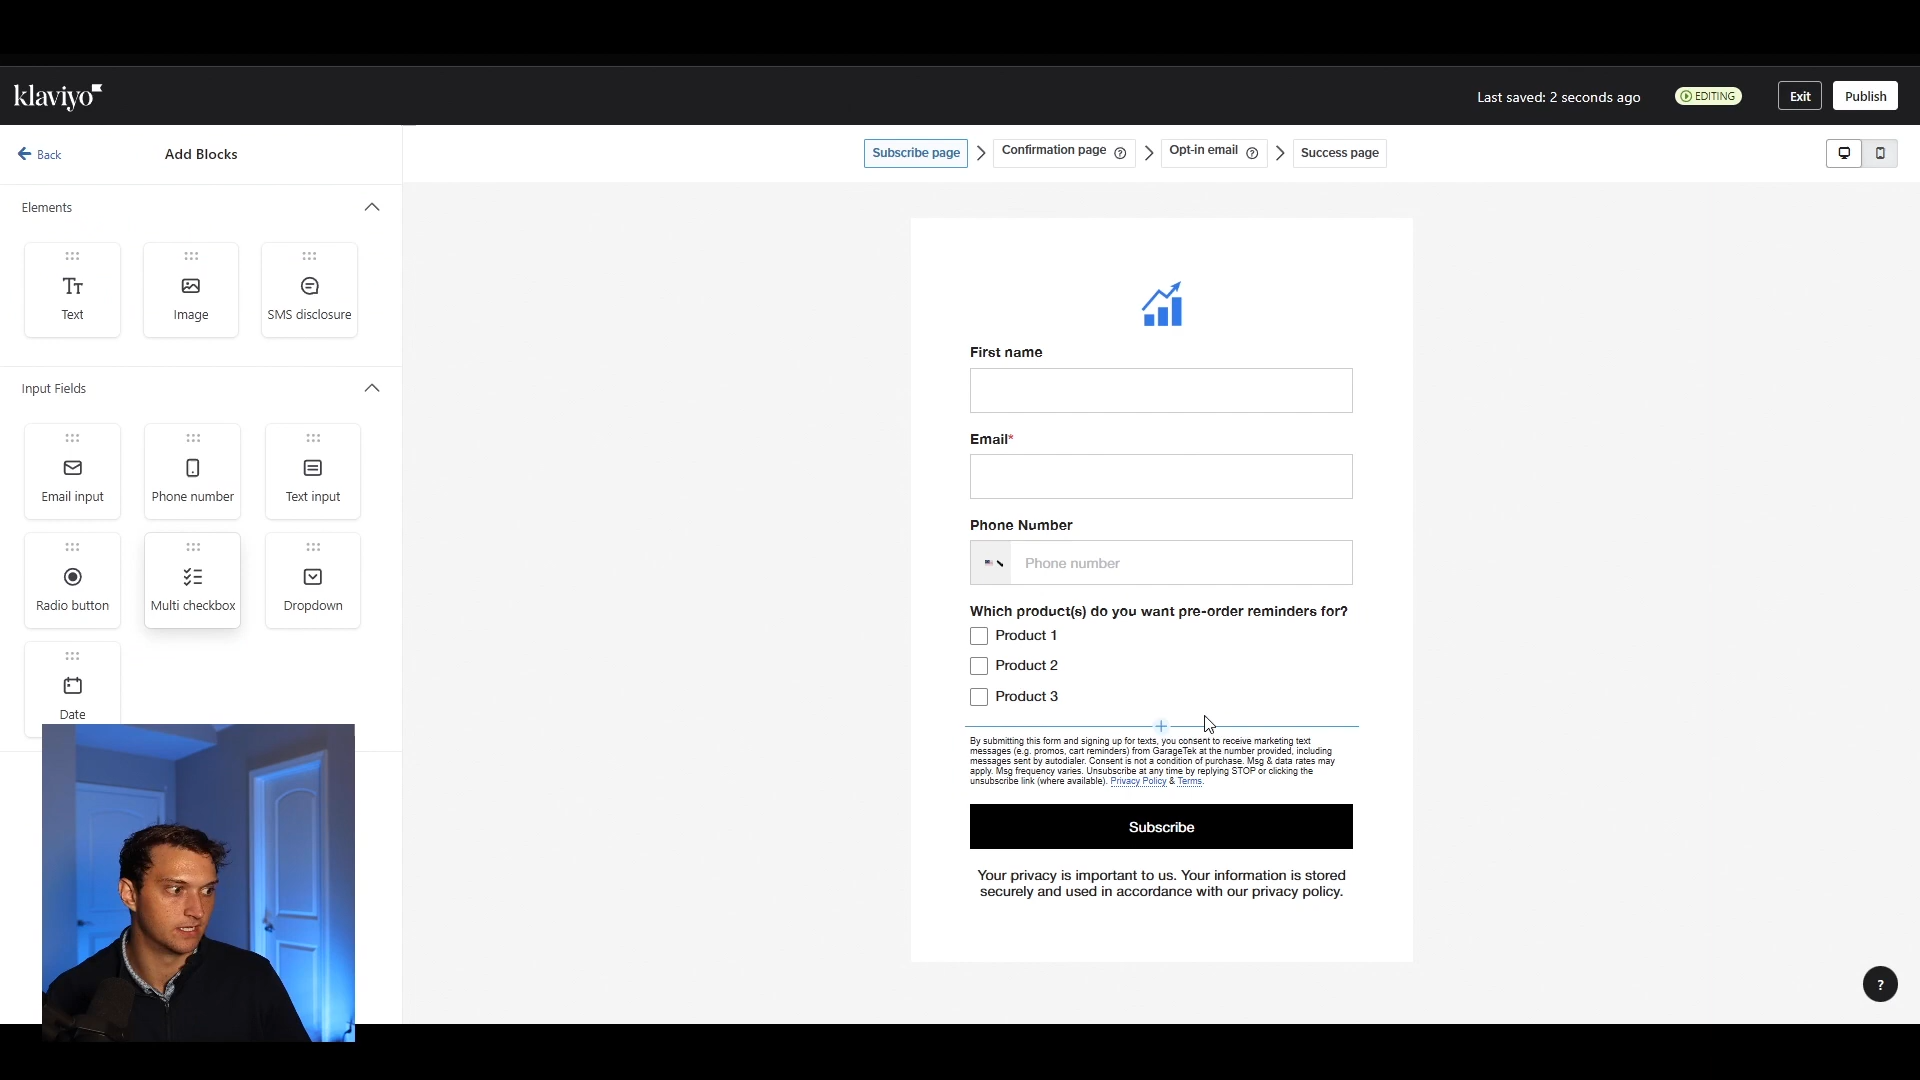 klaviyo
Last saved: 2 seconds ago
EDITING
Exit
Publish
Back
Add Blocks
Subscribe page
Confirmation page ?
Opt-in email ?
Success page
Elements
Text
Image
SMS disclosure
Input Fields
Email input
Phone number
Text input
Radio button
Multi checkbox
Dropdown
Date
First name
Email*
Phone Number
Phone number
Which product(s) do you want pre-order reminders for?
Product 1
Product 2
Product 3
By submitting this form and signing up for texts, you consent to receive marketing text
messages (e.g. promos, cart reminders) from GarageTek at the number provided, including
messages sent by autodialer. Consent is not a condition of purchase. Msg & data rates may
apply. Msg frequency varies. Unsubscribe at any time by replying STOP or clicking the
unsubscribe link (where available). Privacy Policy & Terms.
Subscribe
Your privacy is important to us. Your information is stored
securely and used in accordance with our privacy policy.
?